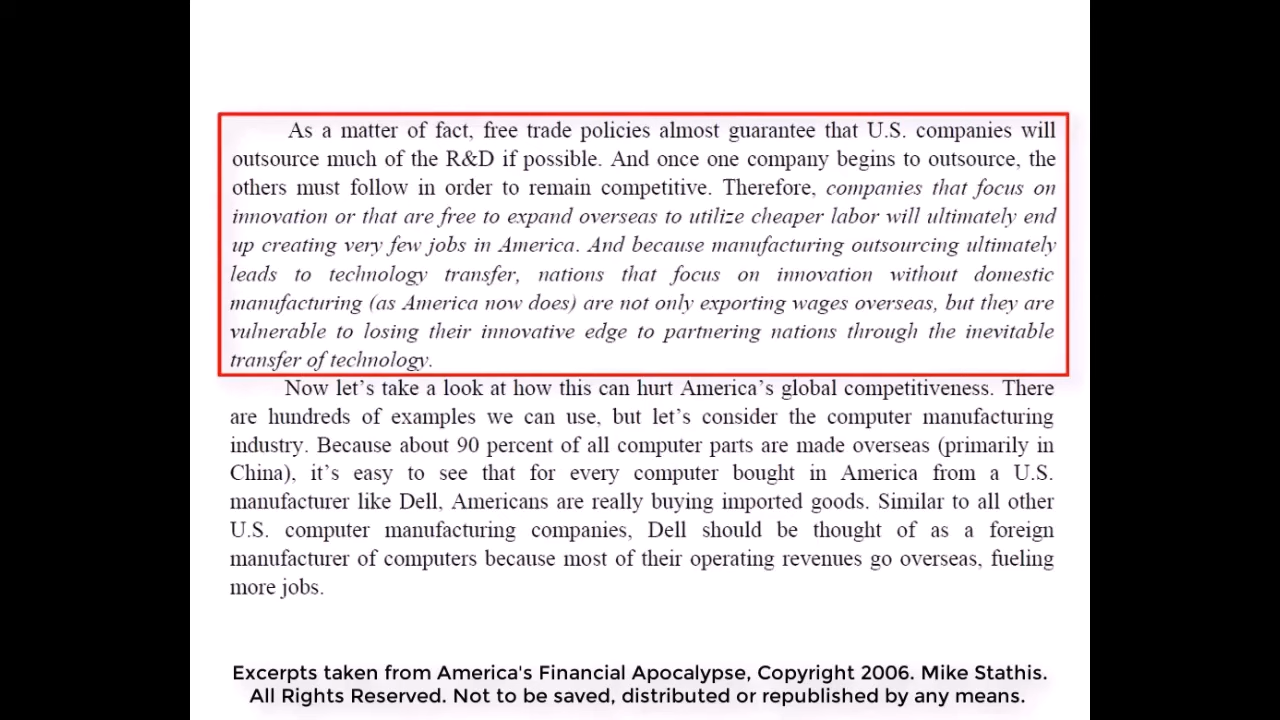 As a matter of fact, free trade policies almost guarantee that U.S. companies will
outsource much of the R&D if possible. And once one company begins to outsource, the
others must follow in order to remain competitive. Therefore, companies that focus on
innovation or that are free to expand overseas to utilize cheaper labor will ultimately end
up creating very few jobs in America. And because manufacturing outsourcing ultimately
leads to technology transfer, nations that focus on innovation without domestic
manufacturing (as America now does) are not only exporting wages overseas, but they are
vulnerable to losing their innovative edge to partnering nations through the inevitable
transfer of technology.
Now let’s take a look at how this can hurt America’s global competitiveness. There
are hundreds of examples we can use, but let’s consider the computer manufacturing
industry. Because about 90 percent of all computer parts are made overseas (primarily in
China), it’s easy to see that for every computer bought in America from a U.S.
manufacturer like Dell, Americans are really buying imported goods. Similar to all other
U.S. computer manufacturing companies, Dell should be thought of as a foreign
manufacturer of computers because most of their operating revenues go overseas, fueling
more jobs.
Excerpts taken from America's Financial Apocalypse, Copyright 2006. Mike Stathis.
All Rights Reserved. Not to be saved, distributed or republished by any means.